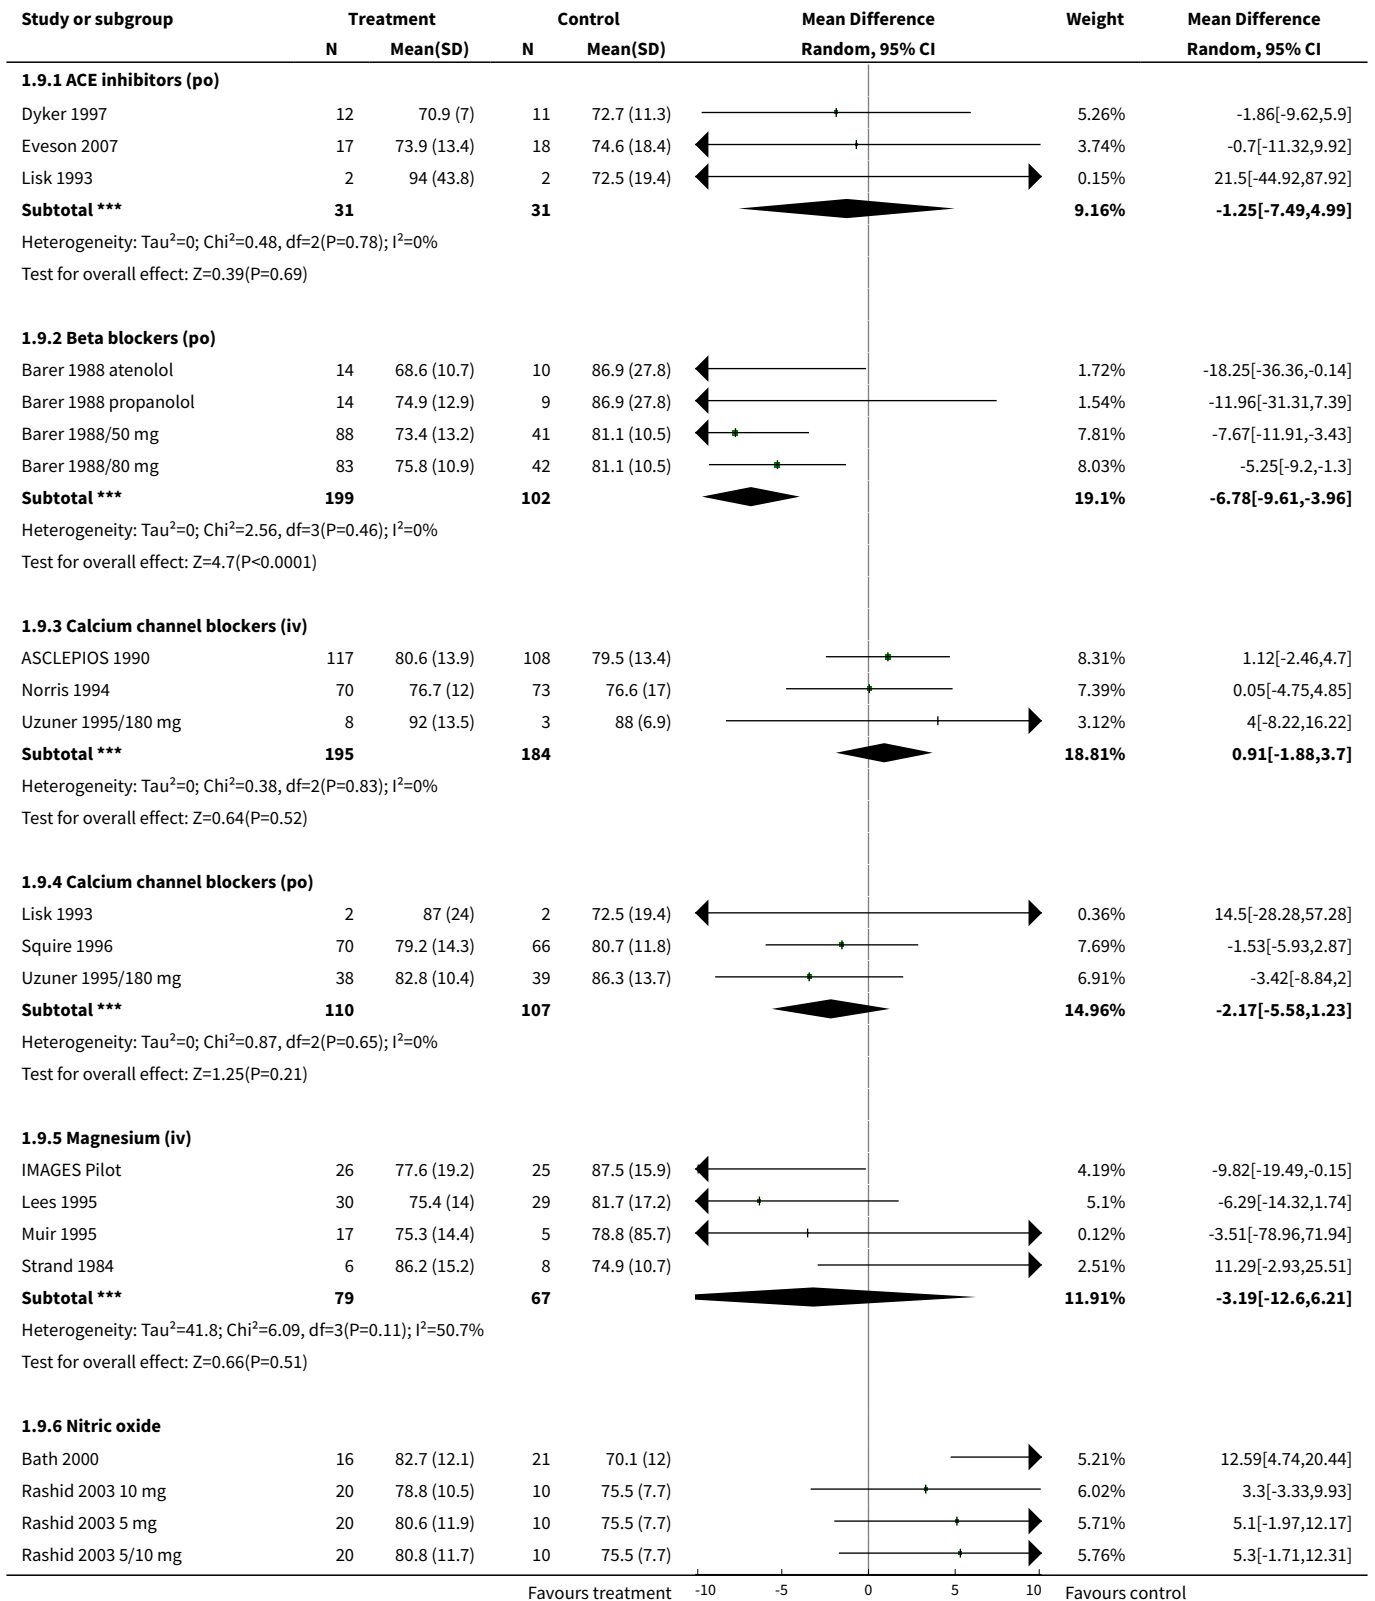 Study or subgroup Treatment Control Mean Difference Weight Mean Difference
N Mean(SD) N Mean(SD) Random, 95% CI Random, 95% CI
1.9.1 ACE inhibitors (po)
Dyker 1997 12 70.9 (7) 11 72.7 (11.3) 5.26% -1.86[-9.62,5.9]
Eveson 2007 17 73.9 (13.4) 18 74.6 (18.4) 3.74% -0.7[-11.32,9.92]
Lisk 1993 2 94 (43.8) 2 72.5 (19.4) 0.15% 21.5[-44.92,87.92]
Subtotal *** 31 31 9.16% -1.25[-7.49,4.99]
Heterogeneity: Tau²=0; Chi²=0.48, df=2(P=0.78); I²=0%
Test for overall effect: Z=0.39(P=0.69)
1.9.2 Beta blockers (po)
Barer 1988 atenolol 14 68.6 (10.7) 10 86.9 (27.8) 1.72% -18.25[-36.36,-0.14]
Barer 1988 propanolol 14 74.9 (12.9) 9 86.9 (27.8) 1.54% -11.96[-31.31,7.39]
Barer 1988/50 mg 88 73.4 (13.2) 41 81.1 (10.5) 7.81% -7.67[-11.91,-3.43]
Barer 1988/80 mg 83 75.8 (10.9) 42 81.1 (10.5) 8.03% -5.25[-9.2,-1.3]
Subtotal *** 199 102 19.1% -6.78[-9.61,-3.96]
Heterogeneity: Tau²=0; Chi²=2.56, df=3(P=0.46); I²=0%
Test for overall effect: Z=4.7(P<0.0001)
1.9.3 Calcium channel blockers (iv)
ASCLEPIOS 1990 117 80.6 (13.9) 108 79.5 (13.4) 8.31% 1.12[-2.46,4.7]
Norris 1994 70 76.7 (12) 73 76.6 (17) 7.39% 0.05[-4.75,4.85]
Uzuner 1995/180 mg 8 92 (13.5) 3 88 (6.9) 3.12% 4[-8.22,16.22]
Subtotal *** 195 184 18.81% 0.91[-1.88,3.7]
Heterogeneity: Tau²=0; Chi²=0.38, df=2(P=0.83); I²=0%
Test for overall effect: Z=0.64(P=0.52)
1.9.4 Calcium channel blockers (po)
Lisk 1993 2 87 (24) 2 72.5 (19.4) 0.36% 14.5[-28.28,57.28]
Squire 1996 70 79.2 (14.3) 66 80.7 (11.8) 7.69% -1.53[-5.93,2.87]
Uzuner 1995/180 mg 38 82.8 (10.4) 39 86.3 (13.7) 6.91% -3.42[-8.84,2]
Subtotal *** 110 107 14.96% -2.17[-5.58,1.23]
Heterogeneity: Tau²=0; Chi²=0.87, df=2(P=0.65); I²=0%
Test for overall effect: Z=1.25(P=0.21)
1.9.5 Magnesium (iv)
IMAGES Pilot 26 77.6 (19.2) 25 87.5 (15.9) 4.19% -9.82[-19.49,-0.15]
Lees 1995 30 75.4 (14) 29 81.7 (17.2) 5.1% -6.29[-14.32,1.74]
Muir 1995 17 75.3 (14.4) 5 78.8 (85.7) 0.12% -3.51[-78.96,71.94]
Strand 1984 6 86.2 (15.2) 8 74.9 (10.7) 2.51% 11.29[-2.93,25.51]
Subtotal *** 79 67 11.91% -3.19[-12.6,6.21]
Heterogeneity: Tau²=41.8; Chi²=6.09, df=3(P=0.11); I²=50.7%
Test for overall effect: Z=0.66(P=0.51)
1.9.6 Nitric oxide
Bath 2000 16 82.7 (12.1) 21 70.1 (12) 5.21% 12.59[4.74,20.44]
Rashid 2003 10 mg 20 78.8 (10.5) 10 75.5 (7.7) 6.02% 3.3[-3.33,9.93]
Rashid 2003 5 mg 20 80.6 (11.9) 10 75.5 (7.7) 5.71% 5.1[-1.97,12.17]
Rashid 2003 5/10 mg 20 80.8 (11.7) 10 75.5 (7.7) 5.76% 5.3[-1.71,12.31]
Favours treatment -10 -5 0 5 10 Favours control